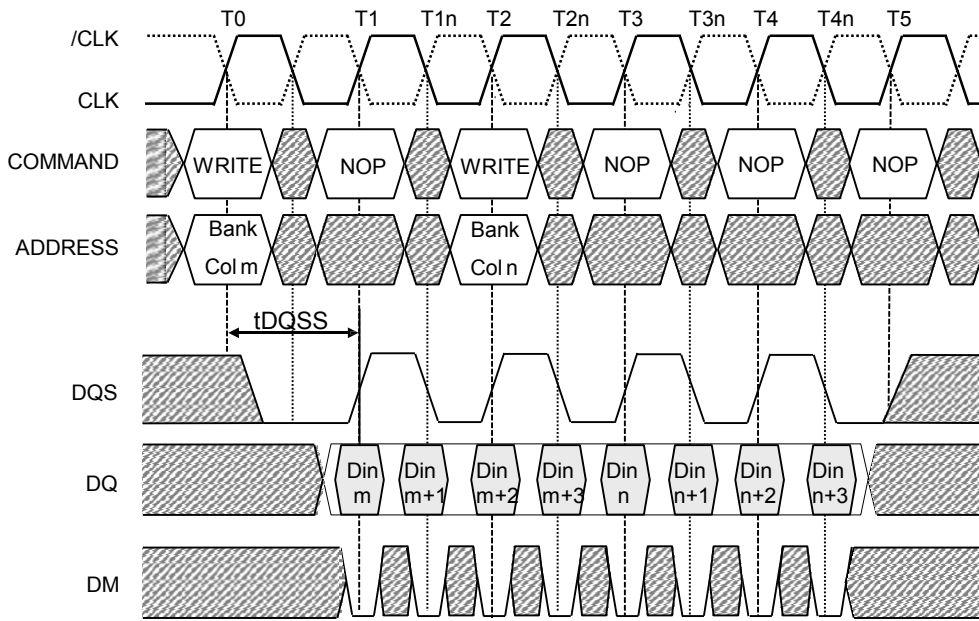 T0 T1 T1n T2 T2n T3 T3n T4 T4n T5
/CLK
CLK
COMMAND WRITE NOP WRITE NOP NOP NOP
ADDRESS Bank Col m Bank Col n
tDQSS
DQS
DQ Din m Din m+1 Din m+2 Din m+3 Din n Din n+1 Din n+2 Din n+3
DM